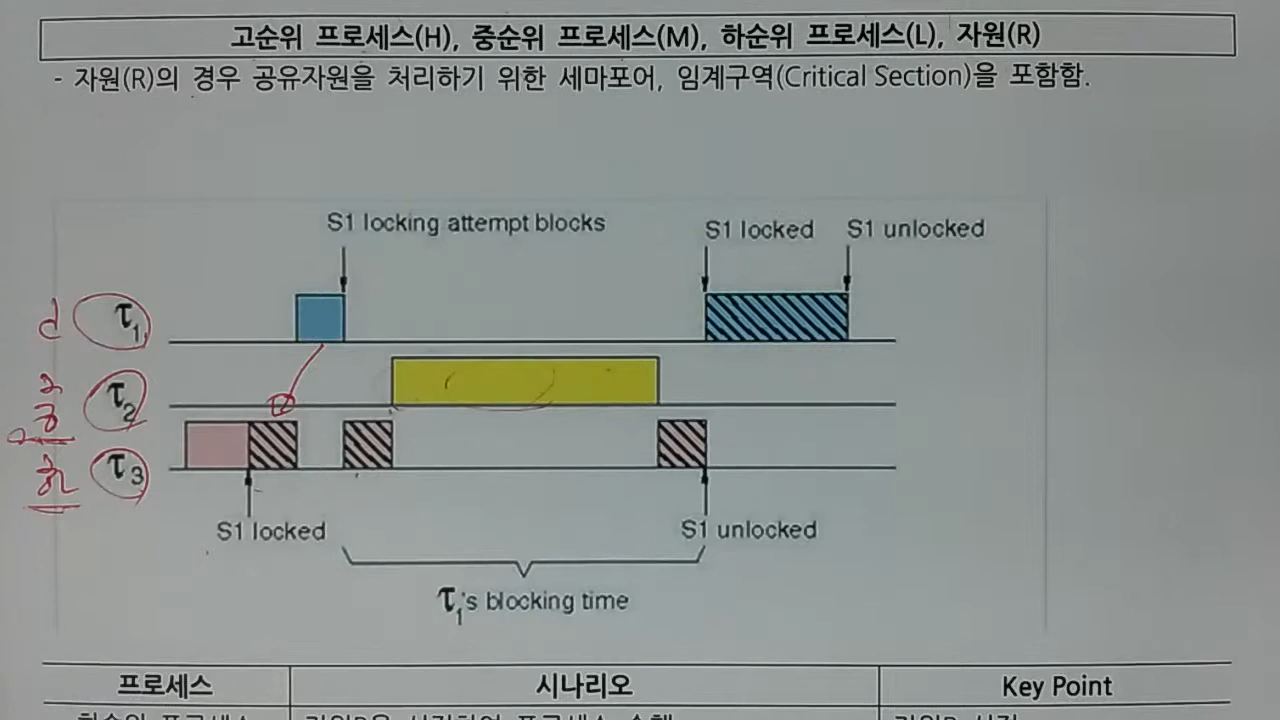 고순위 프로세스(H), 중순위 프로세스(M), 하순위 프로세스(L), 자원(R)
- 자원(R)의 경우 공유자원을 처리하기 위한 세마포어, 임계구역(Critical Section)을 포함함.
S1 locking attempt blocks
S1 locked
S1 unlocked
τ1
τ2
τ3
S1 locked
S1 unlocked
τ1's blocking time
프로세스 시나리오 Key Point